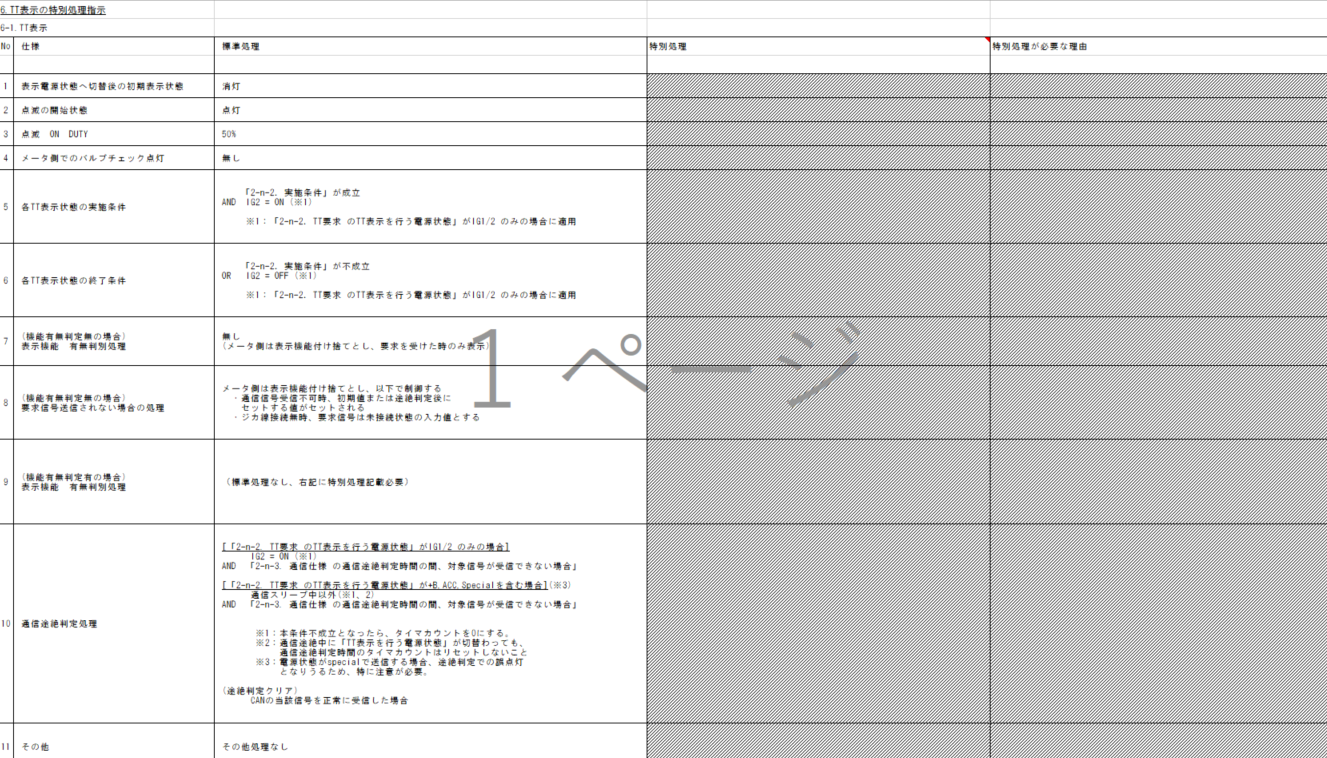 6.TT表示の特別処理指示
6-1.TT表示
No 仕様 標準処理 特別処理 特別処理が必要な理由
1 表示電源状態へ切替後の初期表示状態 消灯
2 点滅の開始状態 点灯
3 点滅 ON DUTY 50%
4 メータ側でのバルブチェック点灯 無し
5 各TT表示状態の実施条件
「2-n-2. 実施条件」が成立
AND IG2 = ON (※1)
※1：「2-n-2. TT要求 のTT表示を行う電源状態」がIG1/2 のみの場合に適用
6 各TT表示状態の終了条件
「2-n-2. 実施条件」が不成立
OR IG2 = OFF (※1)
※1：「2-n-2. TT要求 のTT表示を行う電源状態」がIG1/2 のみの場合に適用
7 (機能有無判定無の場合)
表示機能 有無判別処理
無し
(メータ側は表示機能付け捨てとし、要求を受けた時のみ表示)
8 (機能有無判定無の場合)
要求信号送信されない場合の処理
メータ側は表示機能付け捨てとし、以下で制御する
・通信信号受信不可時、初期値または途絶判定後に
セットする値がセットされる
・ジカ線接続無時、要求信号は未接続状態の入力値とする
9 (機能有無判定有の場合)
表示機能 有無判別処理
(標準処理なし、右記に特別処理記載必要)
10 通信途絶判定処理
[「2-n-2. TT要求 のTT表示を行う電源状態」がIG1/2 のみの場合]
IG2 = ON (※1)
AND 「2-n-3. 通信仕様 の通信途絶判定時間の間、対象信号が受信できない場合」
[「2-n-2. TT要求 のTT表示を行う電源状態」が+B.ACC.Specialを含む場合](※3)
通信スリープ中以外(※1、2)
AND 「2-n-3. 通信仕様 の通信途絶判定時間の間、対象信号が受信できない場合」
※1：本条件不成立となったら、タイマカウントを0にする。
※2：通信途絶中に「TT表示を行う電源状態」が切替わっても、
通信途絶判定時間のタイマカウントはリセットしないこと
※3：電源状態がspecialで送信する場合、途絶判定での誤点灯
となりうるため、特に注意が必要。
(途絶判定クリア)
CANの当該信号を正常に受信した場合
11 その他 その他処理なし
1 ページ